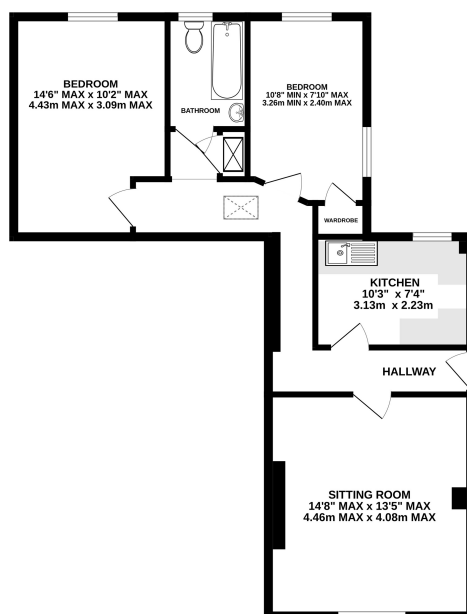 BEDROOM
14'6" MAX x 10'2" MAX
4.43m MAX x 3.09m MAX
BATHROOM
BEDROOM
10'8" MIN x 7'10" MAX
3.26m MIN x 2.40m MAX
WARDROBE
KITCHEN
10'3" x 7'4"
3.13m x 2.23m
HALLWAY
SITTING ROOM
14'8" MAX x 13'5" MAX
4.46m MAX x 4.08m MAX